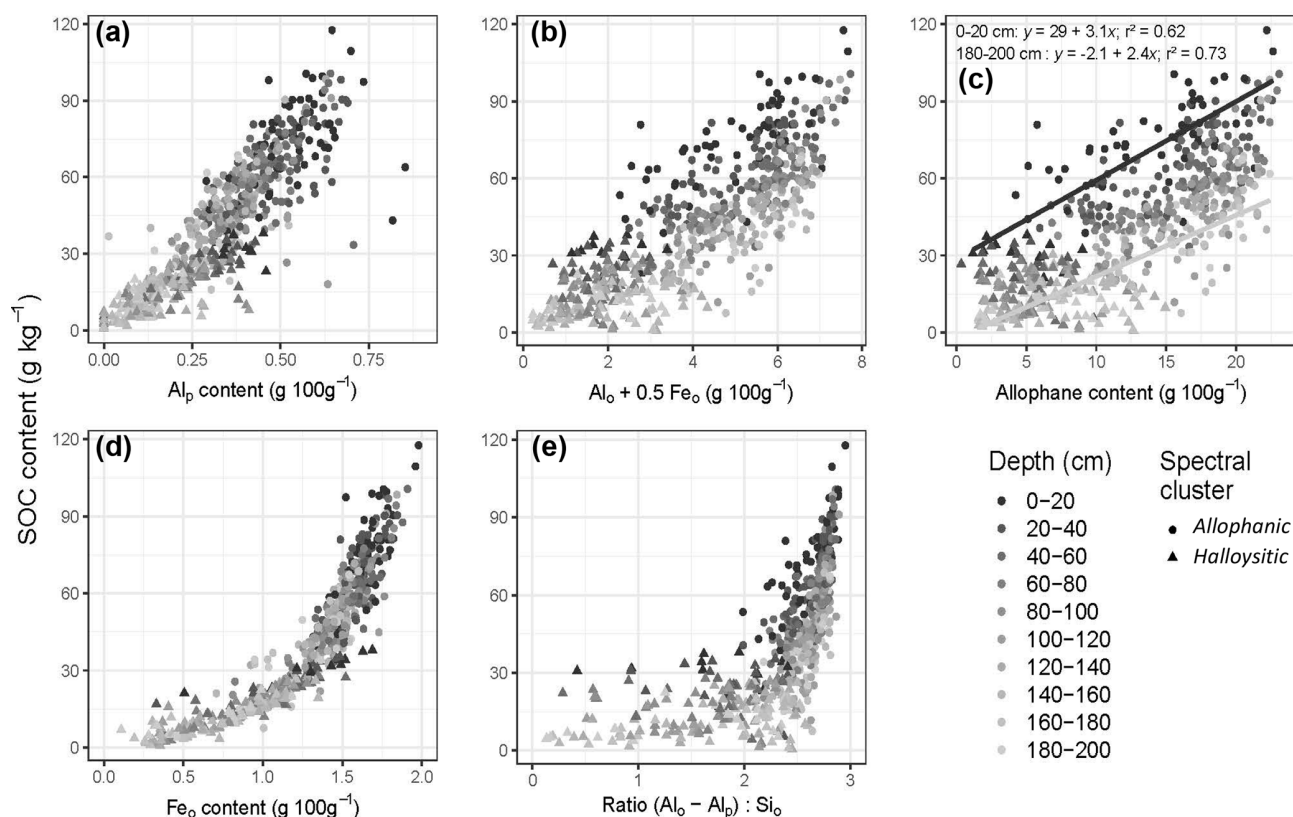 (a)
120
90
60
30
0
0.00 0.25 0.50 0.75
Alₚ content (g 100g⁻¹)
(b)
120
90
60
30
0
0 2 4 6 8
Alₒ + 0.5 Feₒ (g 100g⁻¹)
0-20 cm: y = 29 + 3.1x; r² = 0.62
180-200 cm : y = -2.1 + 2.4x; r² = 0.73
(c)
120
90
60
30
0
0 5 10 15 20
Allophane content (g 100g⁻¹)
SOC content (g kg⁻¹)
(d)
120
90
60
30
0
0.0 0.5 1.0 1.5 2.0
Feₒ content (g 100g⁻¹)
(e)
120
90
60
30
0
0 1 2 3
Ratio (Alₒ − Alₚ) : Siₒ
Depth (cm)
0−20
20−40
40−60
60−80
80−100
100−120
120−140
140−160
160−180
180−200
Spectral
cluster
Allophanic
Halloysitic